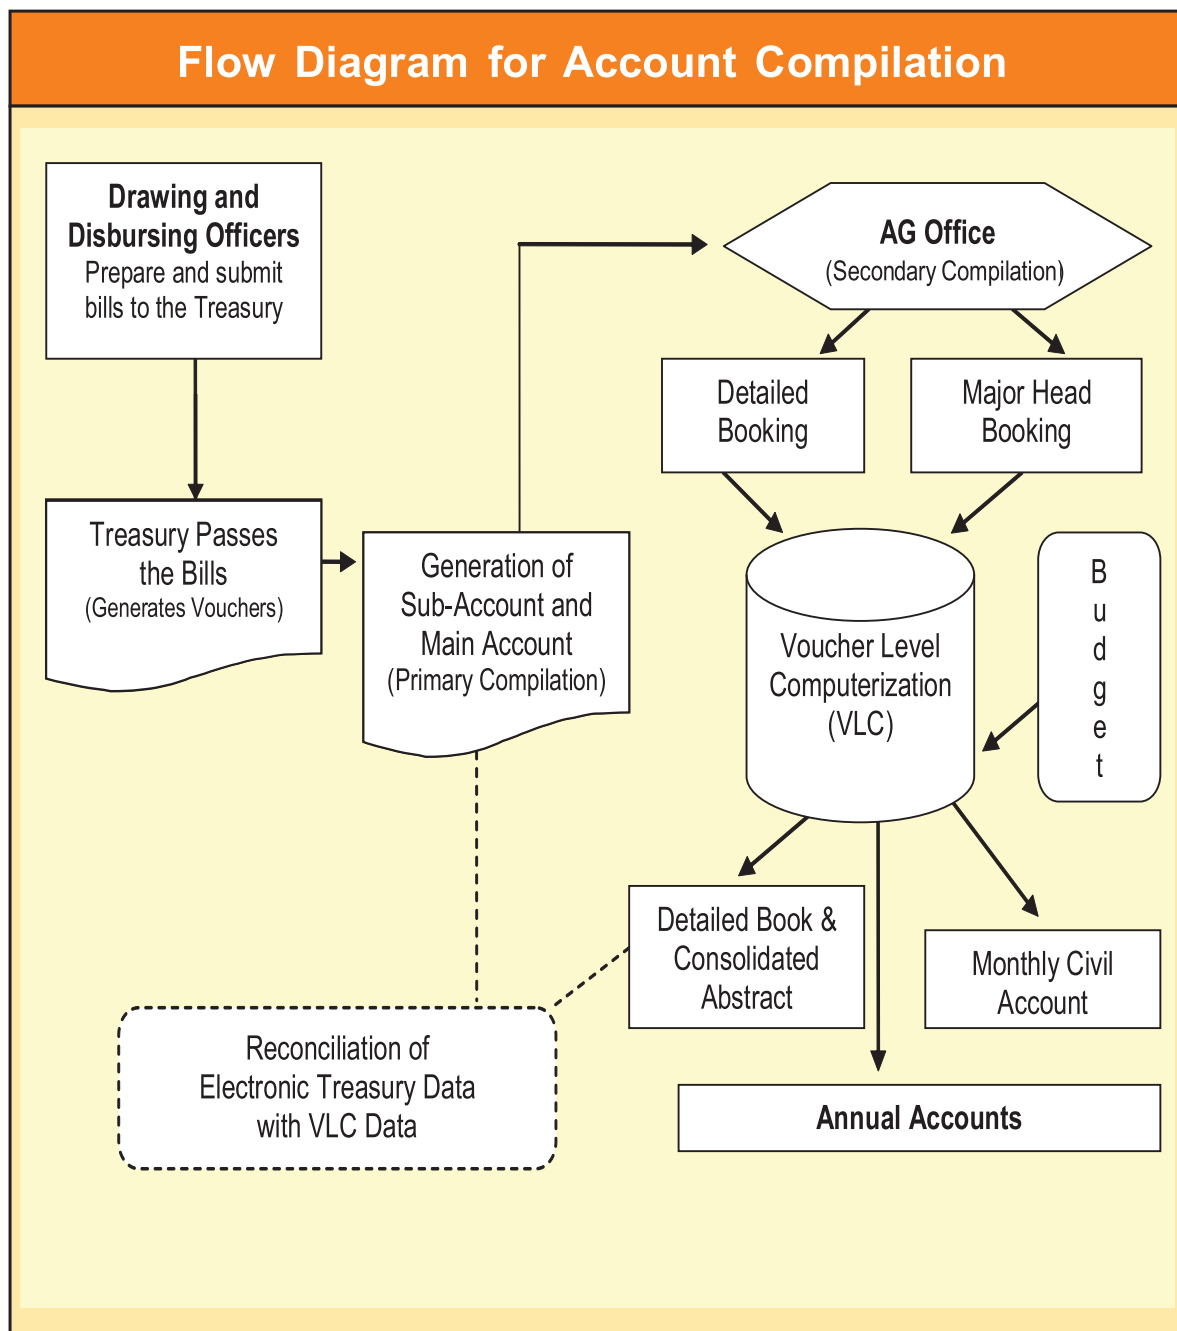 Flow Diagram for Account Compilation
Drawing and
Disbursing Officers
Prepare and submit
bills to the Treasury
Treasury Passes
the Bills
(Generates Vouchers)
Generation of
Sub-Account and
Main Account
(Primary Compilation)
AG Office
(Secondary Compilation)
Detailed
Booking
Major Head
Booking
Voucher Level
Computerization
(VLC)
B
u
d
g
e
t
Detailed Book &
Consolidated
Abstract
Monthly Civil
Account
Reconciliation of
Electronic Treasury Data
with VLC Data
Annual Accounts